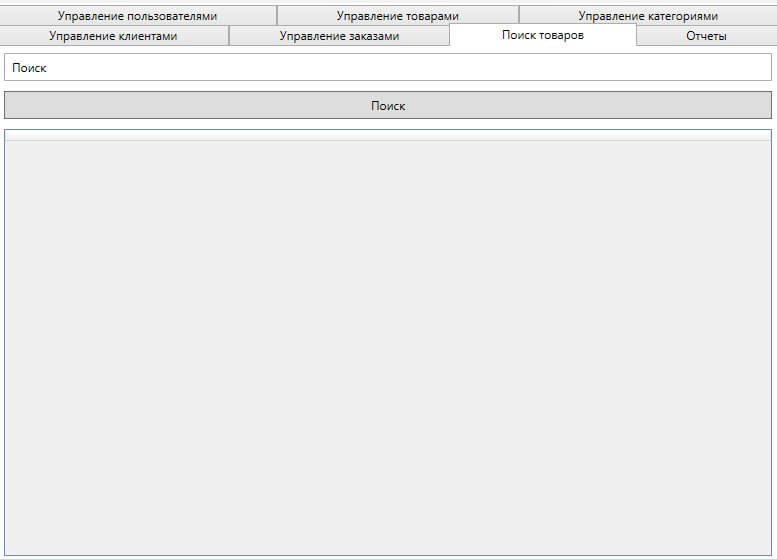 Управление пользователями
Управление товарами
Управление категориями
Управление клиентами
Управление заказами
Поиск товаров
Отчеты
Поиск
Поиск